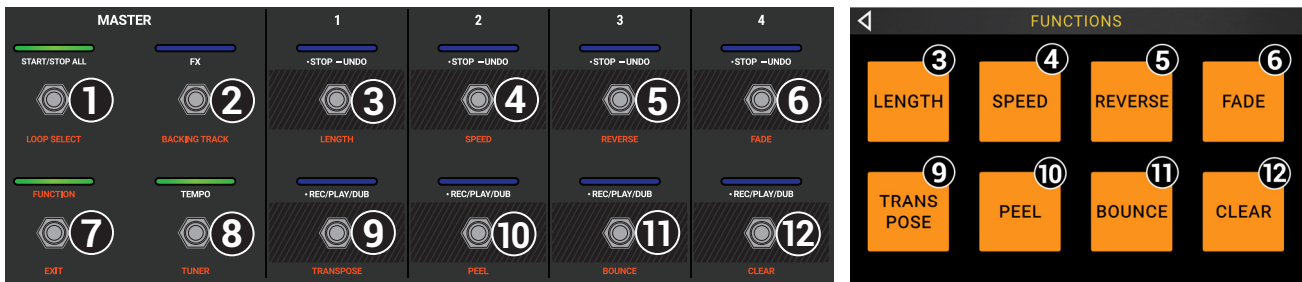 MASTER 1 2 3 4
START/STOP ALL FX •STOP –UNDO •STOP –UNDO •STOP –UNDO •STOP –UNDO
1 2 3 4 5 6
LOOP SELECT BACKING TRACK LENGTH SPEED REVERSE FADE
FUNCTION TEMPO •REC/PLAY/DUB •REC/PLAY/DUB •REC/PLAY/DUB •REC/PLAY/DUB
7 8 9 10 11 12
EXIT TUNER TRANSPOSE PEEL BOUNCE CLEAR
FUNCTIONS
3 4 5 6
LENGTH SPEED REVERSE FADE
9 10 11 12
TRANS
POSE PEEL BOUNCE CLEAR